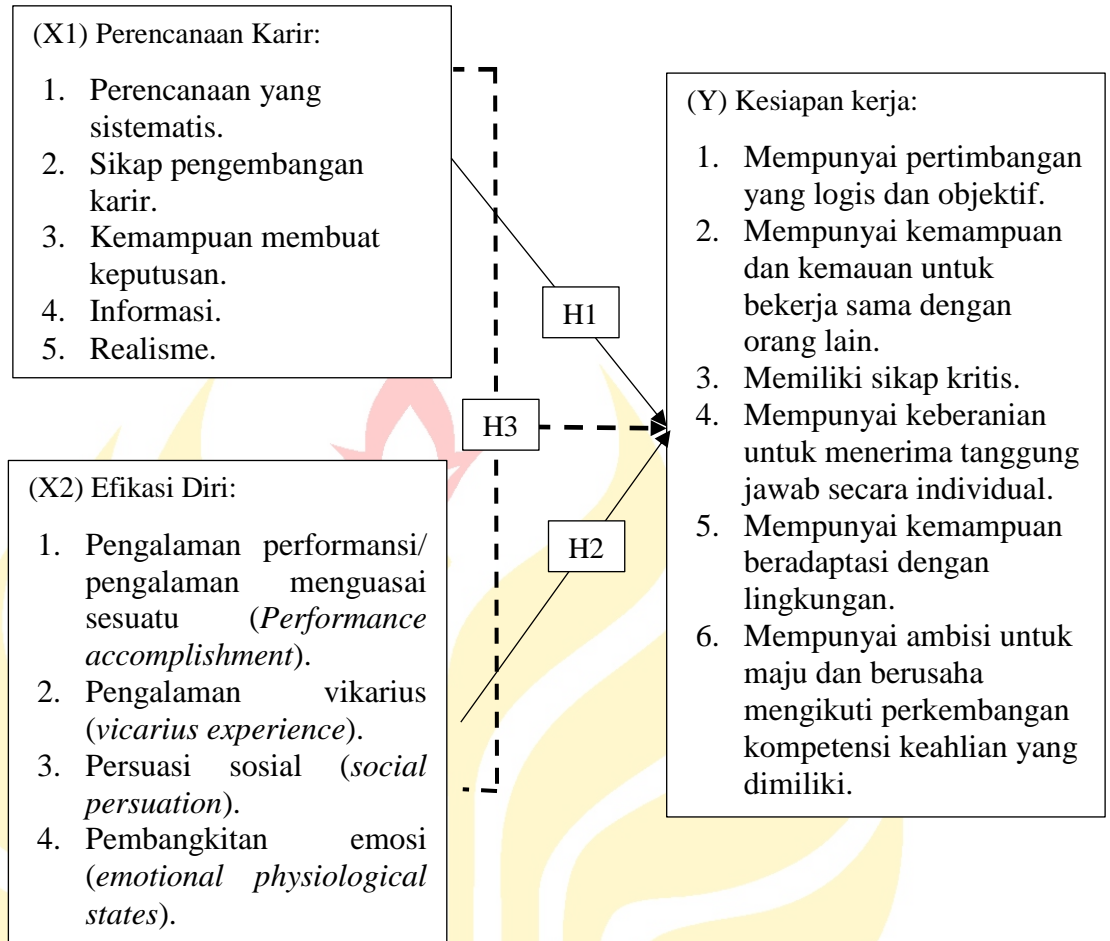 (X1) Perencanaan Karir:
1. Perencanaan yang
sistematis.
2. Sikap pengembangan
karir.
3. Kemampuan membuat
keputusan.
4. Informasi.
5. Realisme.
(Y) Kesiapan kerja:
1. Mempunyai pertimbangan
yang logis dan objektif.
2. Mempunyai kemampuan
dan kemauan untuk
bekerja sama dengan
orang lain.
3. Memiliki sikap kritis.
4. Mempunyai keberanian
untuk menerima tanggung
jawab secara individual.
5. Mempunyai kemampuan
beradaptasi dengan
lingkungan.
6. Mempunyai ambisi untuk
maju dan berusaha
mengikuti perkembangan
kompetensi keahlian yang
dimiliki.
H1
H3
H2
(X2) Efikasi Diri:
1. Pengalaman performansi/
pengalaman menguasai
sesuatu (Performance
accomplishment).
2. Pengalaman vikarius
(vicarius experience).
3. Persuasi sosial (social
persuation).
4. Pembangkitan emosi
(emotional physiological
states).